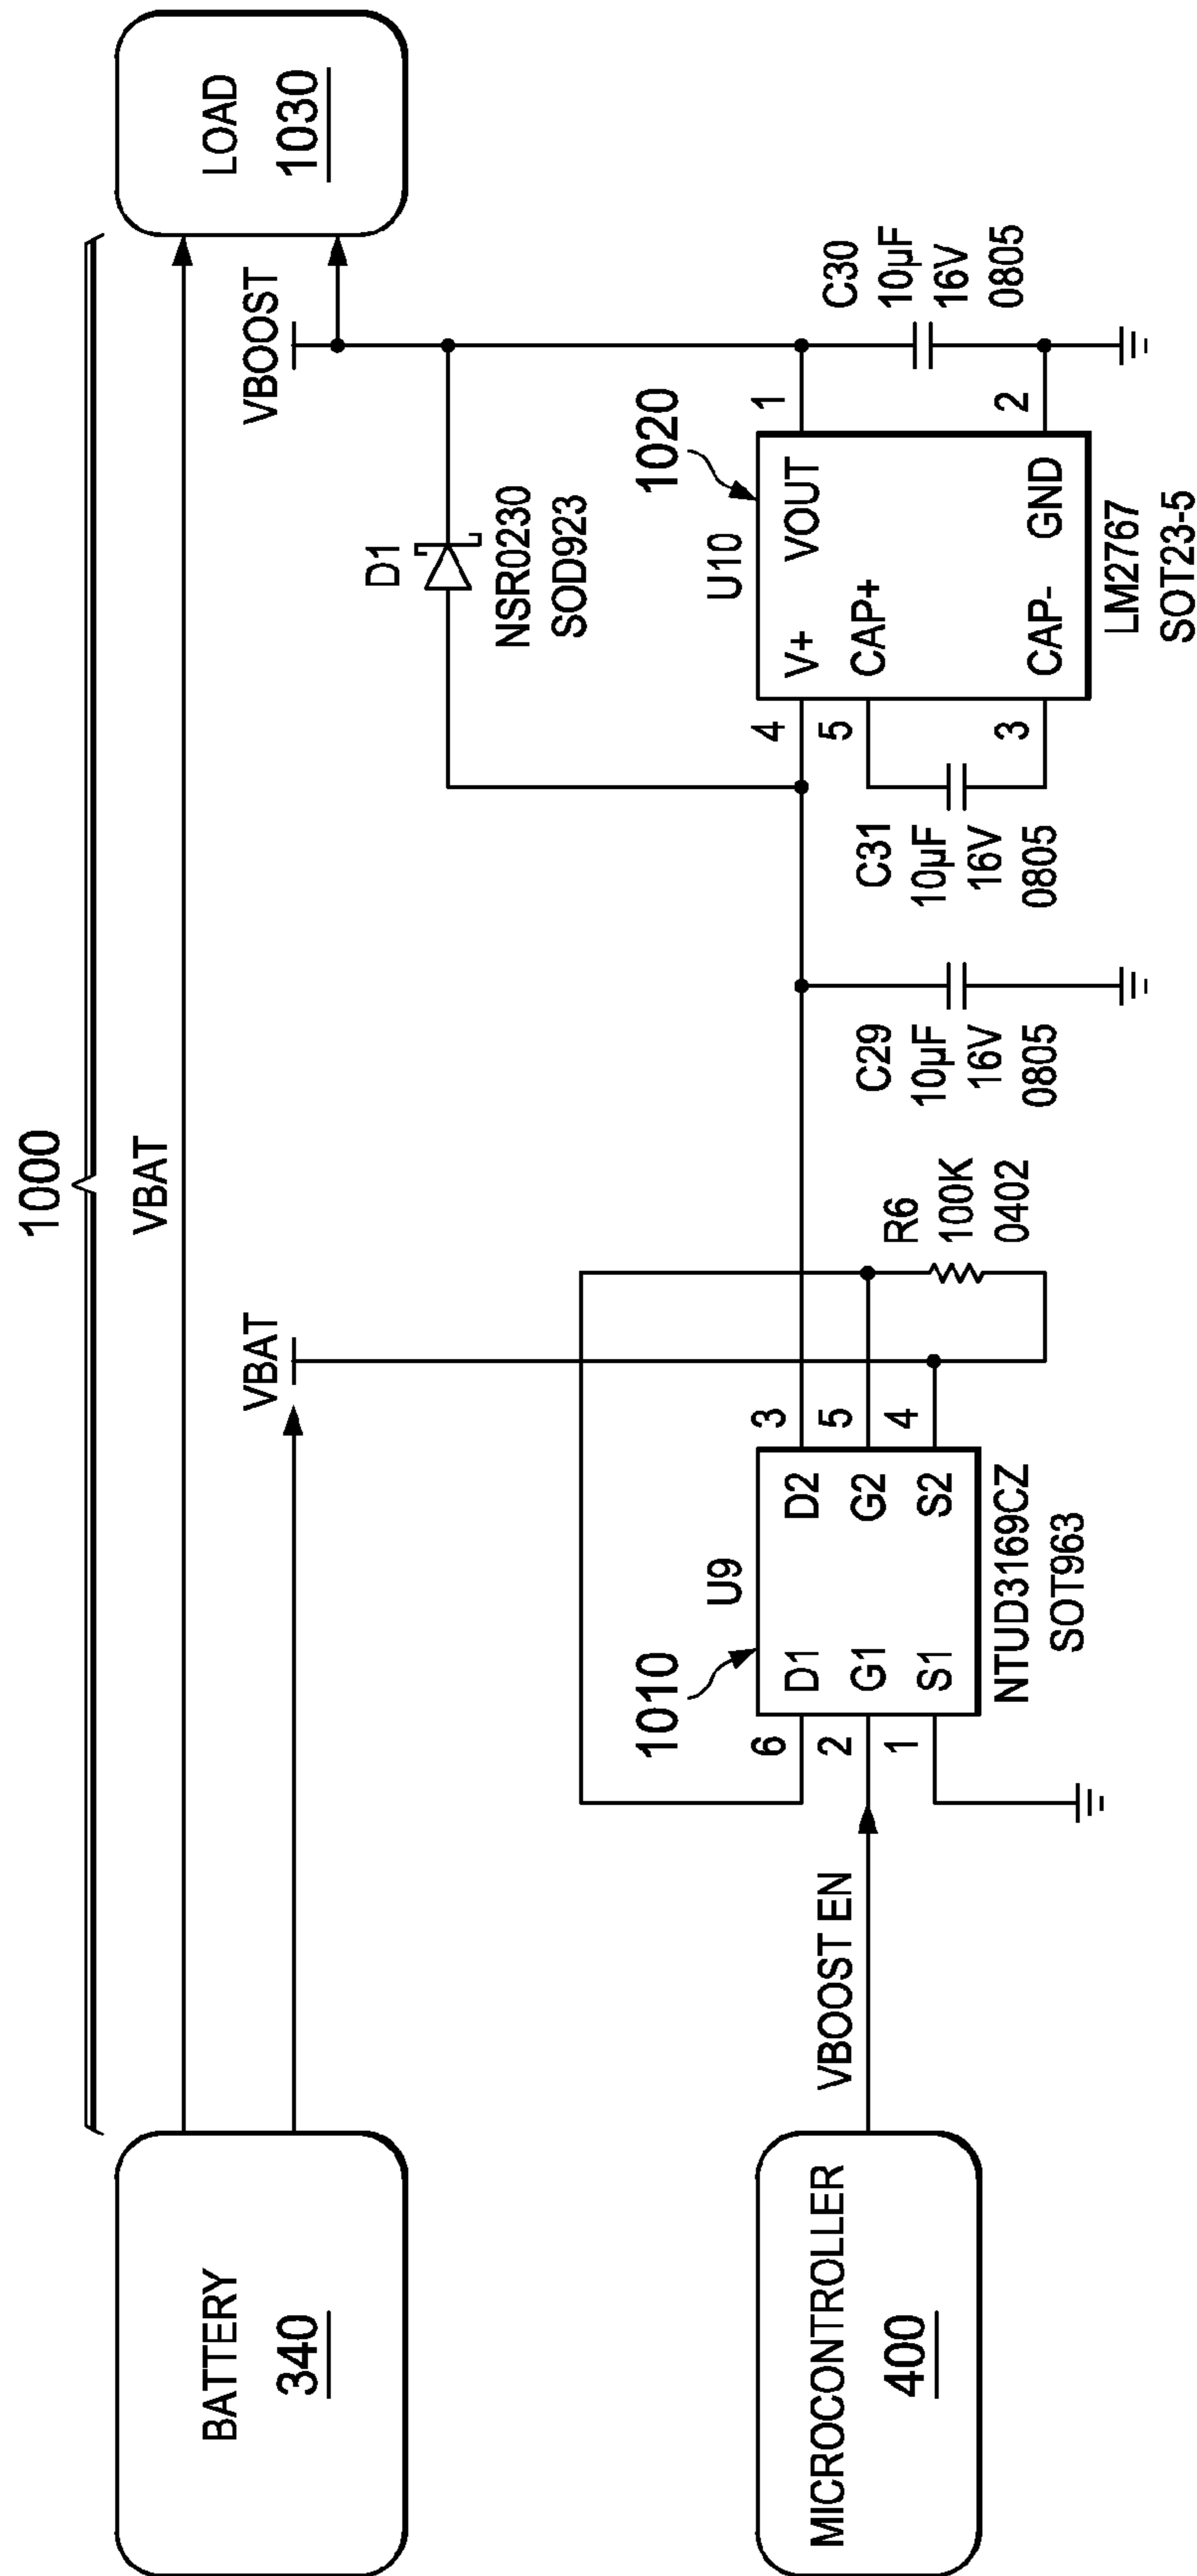 1000
BATTERY
340
VBAT
VBAT
VBOOST
LOAD
1030
MICROCONTROLLER
400
VBOOST EN
1010
U9
6
2
1
D1
G1
S1
D2
G2
S2
3
5
4
NTUD3169CZ
SOT963
R6
100K
0402
C29
10µF
16V
0805
D1
NSR0230
SOD923
C31
10µF
16V
0805
1020
U10
4
5
3
V+
CAP+
CAP-
VOUT
GND
1
2
LM2767
SOT23-5
C30
10µF
16V
0805